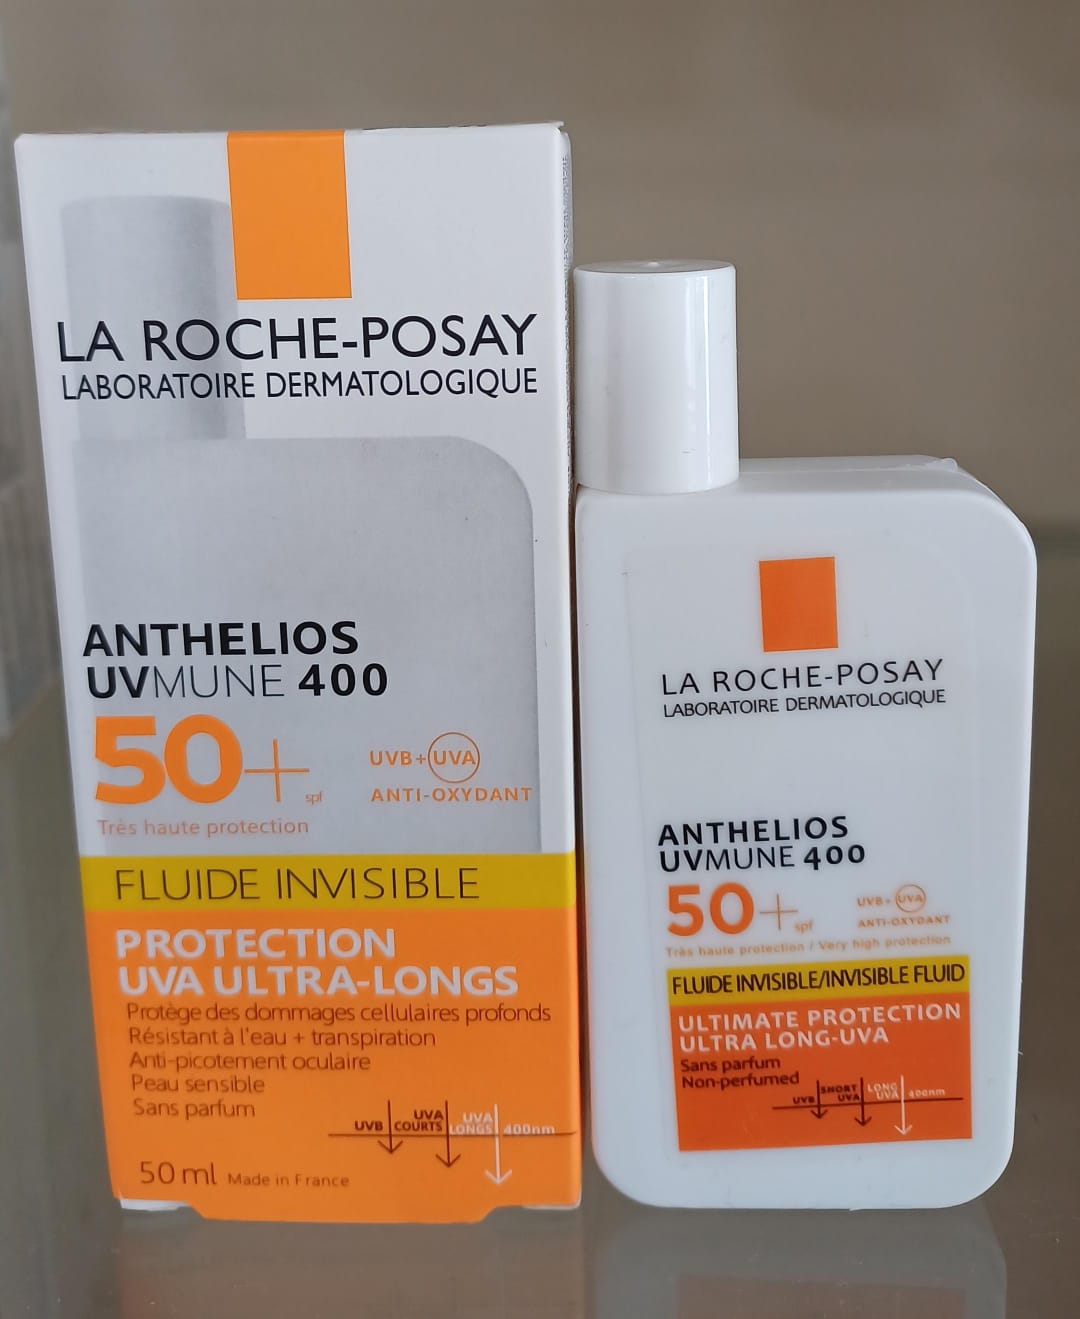 LA ROCHE-POSAY
LABORATOIRE DERMATOLOGIQUE
ANTHELIOS
UVMUNE 400
50+ spf
UVB+UVA
ANTI-OXYDANT
Très haute protection
FLUIDE INVISIBLE
PROTECTION
UVA ULTRA-LONGS
Protège des dommages cellulaires profonds
Résistant à l'eau + transpiration
Anti-picotement oculaire
Peau sensible
Sans parfum
UVB
UVA COURTS
UVA LONGS
400nm
50 ml Made in France
LA ROCHE-POSAY
LABORATOIRE DERMATOLOGIQUE
ANTHELIOS
UVMUNE 400
50+ spf
UVB+UVA
ANTI-OXYDANT
Très haute protection / Very high protection
FLUIDE INVISIBLE/INVISIBLE FLUID
ULTIMATE PROTECTION
ULTRA LONG-UVA
Sans parfum
Non-perfumed
UVB
SHORT UVA
LONG UVA
400nm